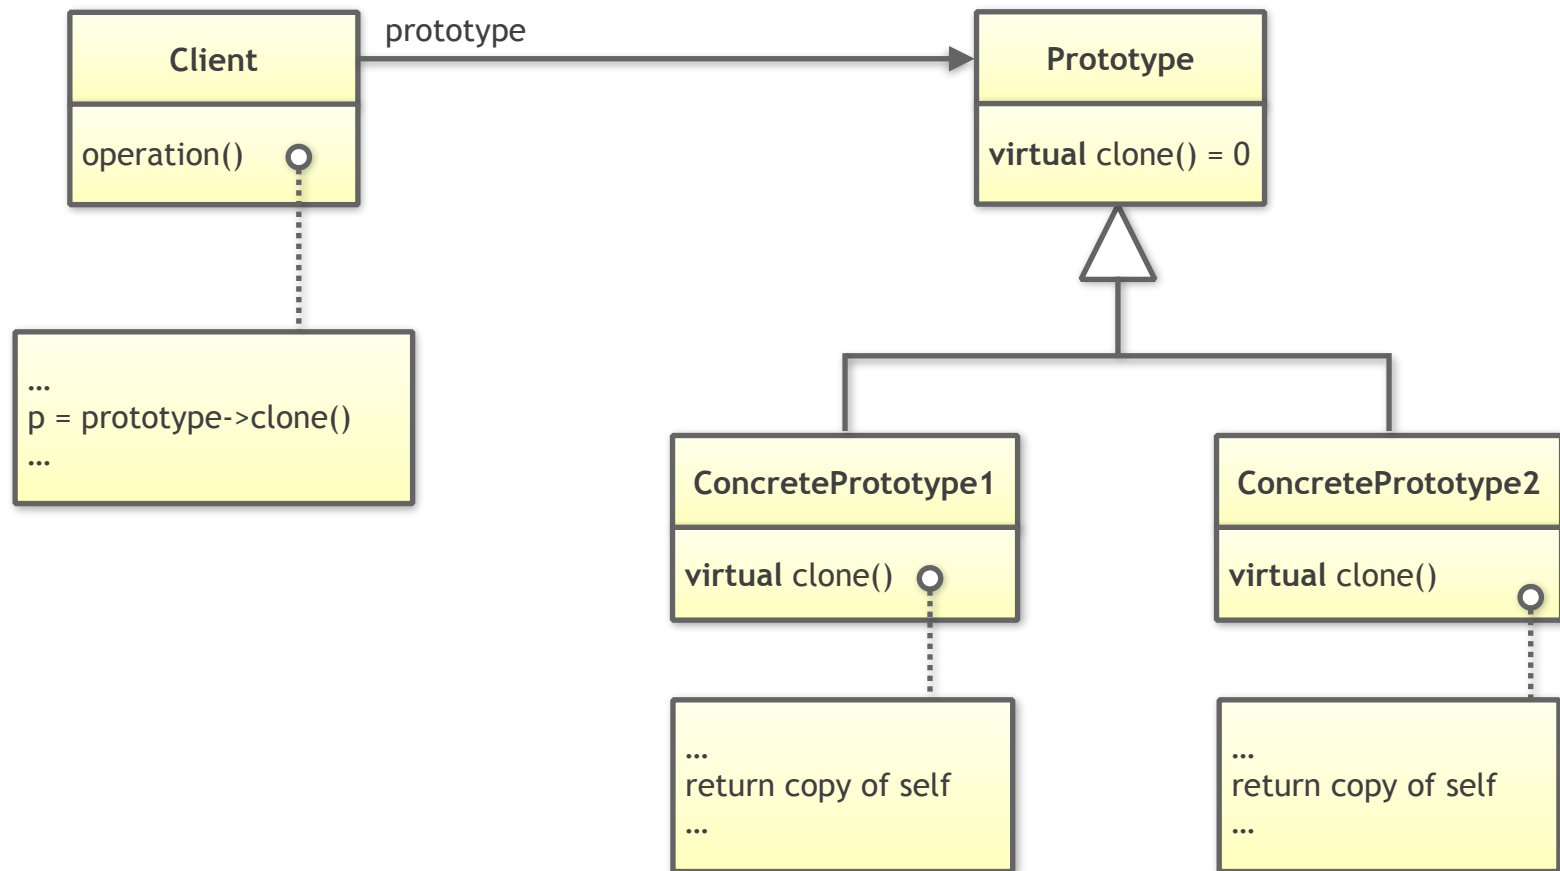 Client
operation()
prototype
Prototype
virtual clone() = 0
...
p = prototype->clone()
...
ConcretePrototype1
virtual clone()
...
return copy of self
...
ConcretePrototype2
virtual clone()
...
return copy of self
...